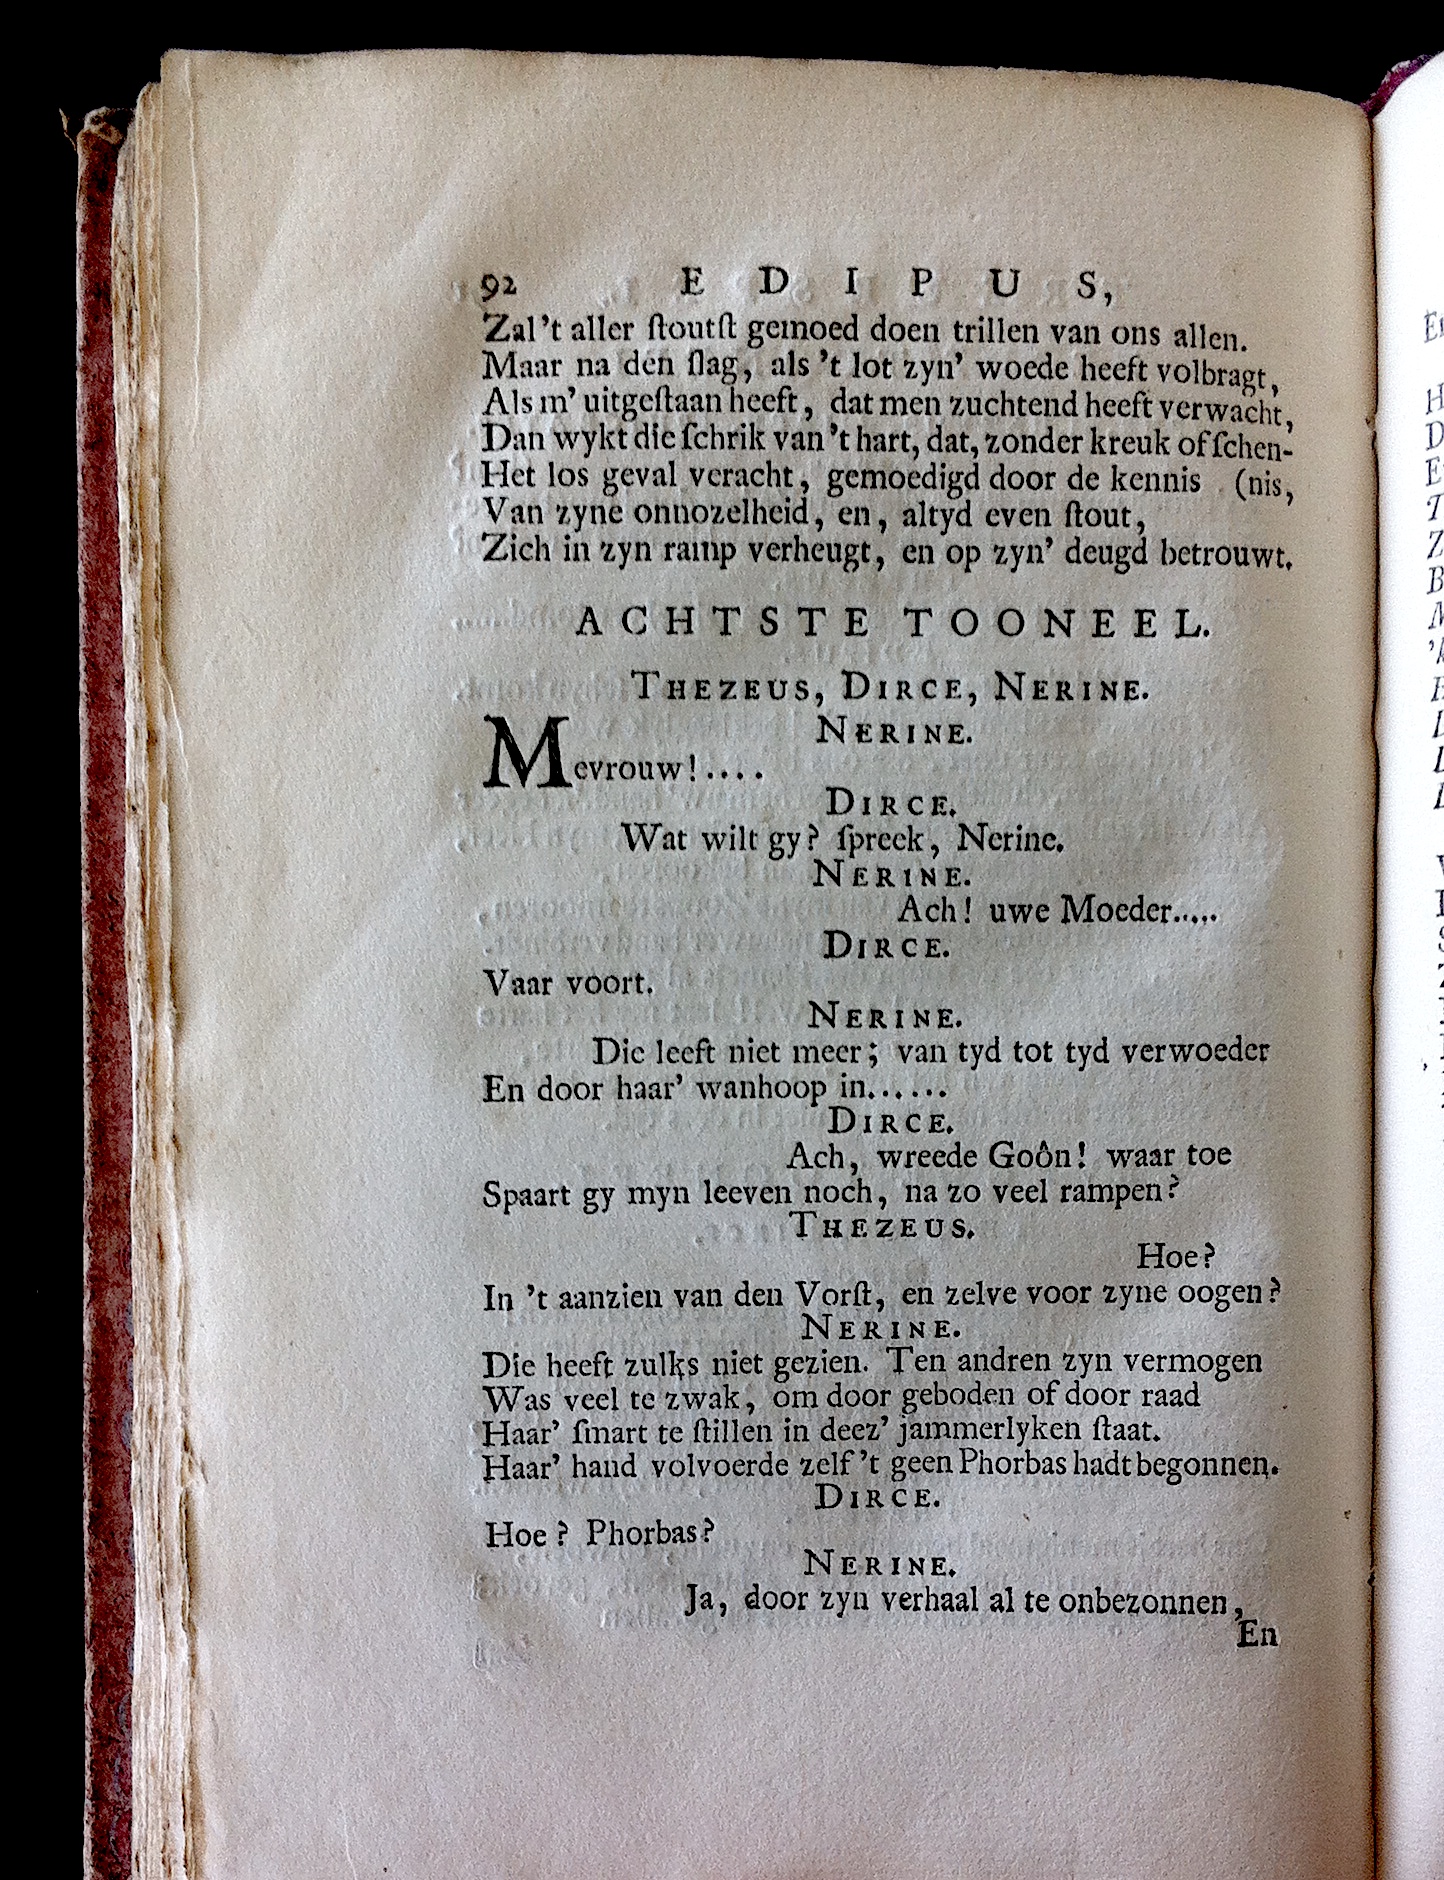 92 E D I P U S,
Zal 't aller ſtoutſt gemoed doen trillen van ons allen.
Maar na den ſlag, als 't lot zyn' woede heeft volbragt,
Als m' uitgeſtaan heeft, dat men zuchtend heeft verwacht,
Dan wykt die ſchrik van 't hart, dat, zonder kreuk of ſchen-
Het los geval veracht, gemoedigd door de kennis (nis,
Van zyne onnozelheid, en, altyd even ſtout,
Zich in zyn ramp verheugt, en op zyn' deugd betrouwt.
ACHTSTE TOONEEL.
THEZEUS, DIRCE, NERINE.
NERINE.
Mevrouw!....
DIRCE.
Wat wilt gy? ſpreek, Nerine.
NERINE.
Ach! uwe Moeder.....
DIRCE.
Vaar voort.
NERINE.
Die leeft niet meer; van tyd tot tyd verwoeder
En door haar' wanhoop in......
DIRCE.
Ach, wreede Goôn! waar toe
Spaart gy myn leeven noch, na zo veel rampen?
THEZEUS.
Hoe?
In 't aanzien van den Vorſt, en zelve voor zyne oogen?
NERINE.
Die heeft zulks niet gezien. Ten andren zyn vermogen
Was veel te zwak, om door geboden of door raad
Haar' ſmart te ſtillen in deez' jammerlyken ſtaat.
Haar' hand volvoerde zelf 't geen Phorbas hadt begonnen.
DIRCE.
Hoe? Phorbas?
NERINE.
Ja, door zyn verhaal al te onbezonnen,
En